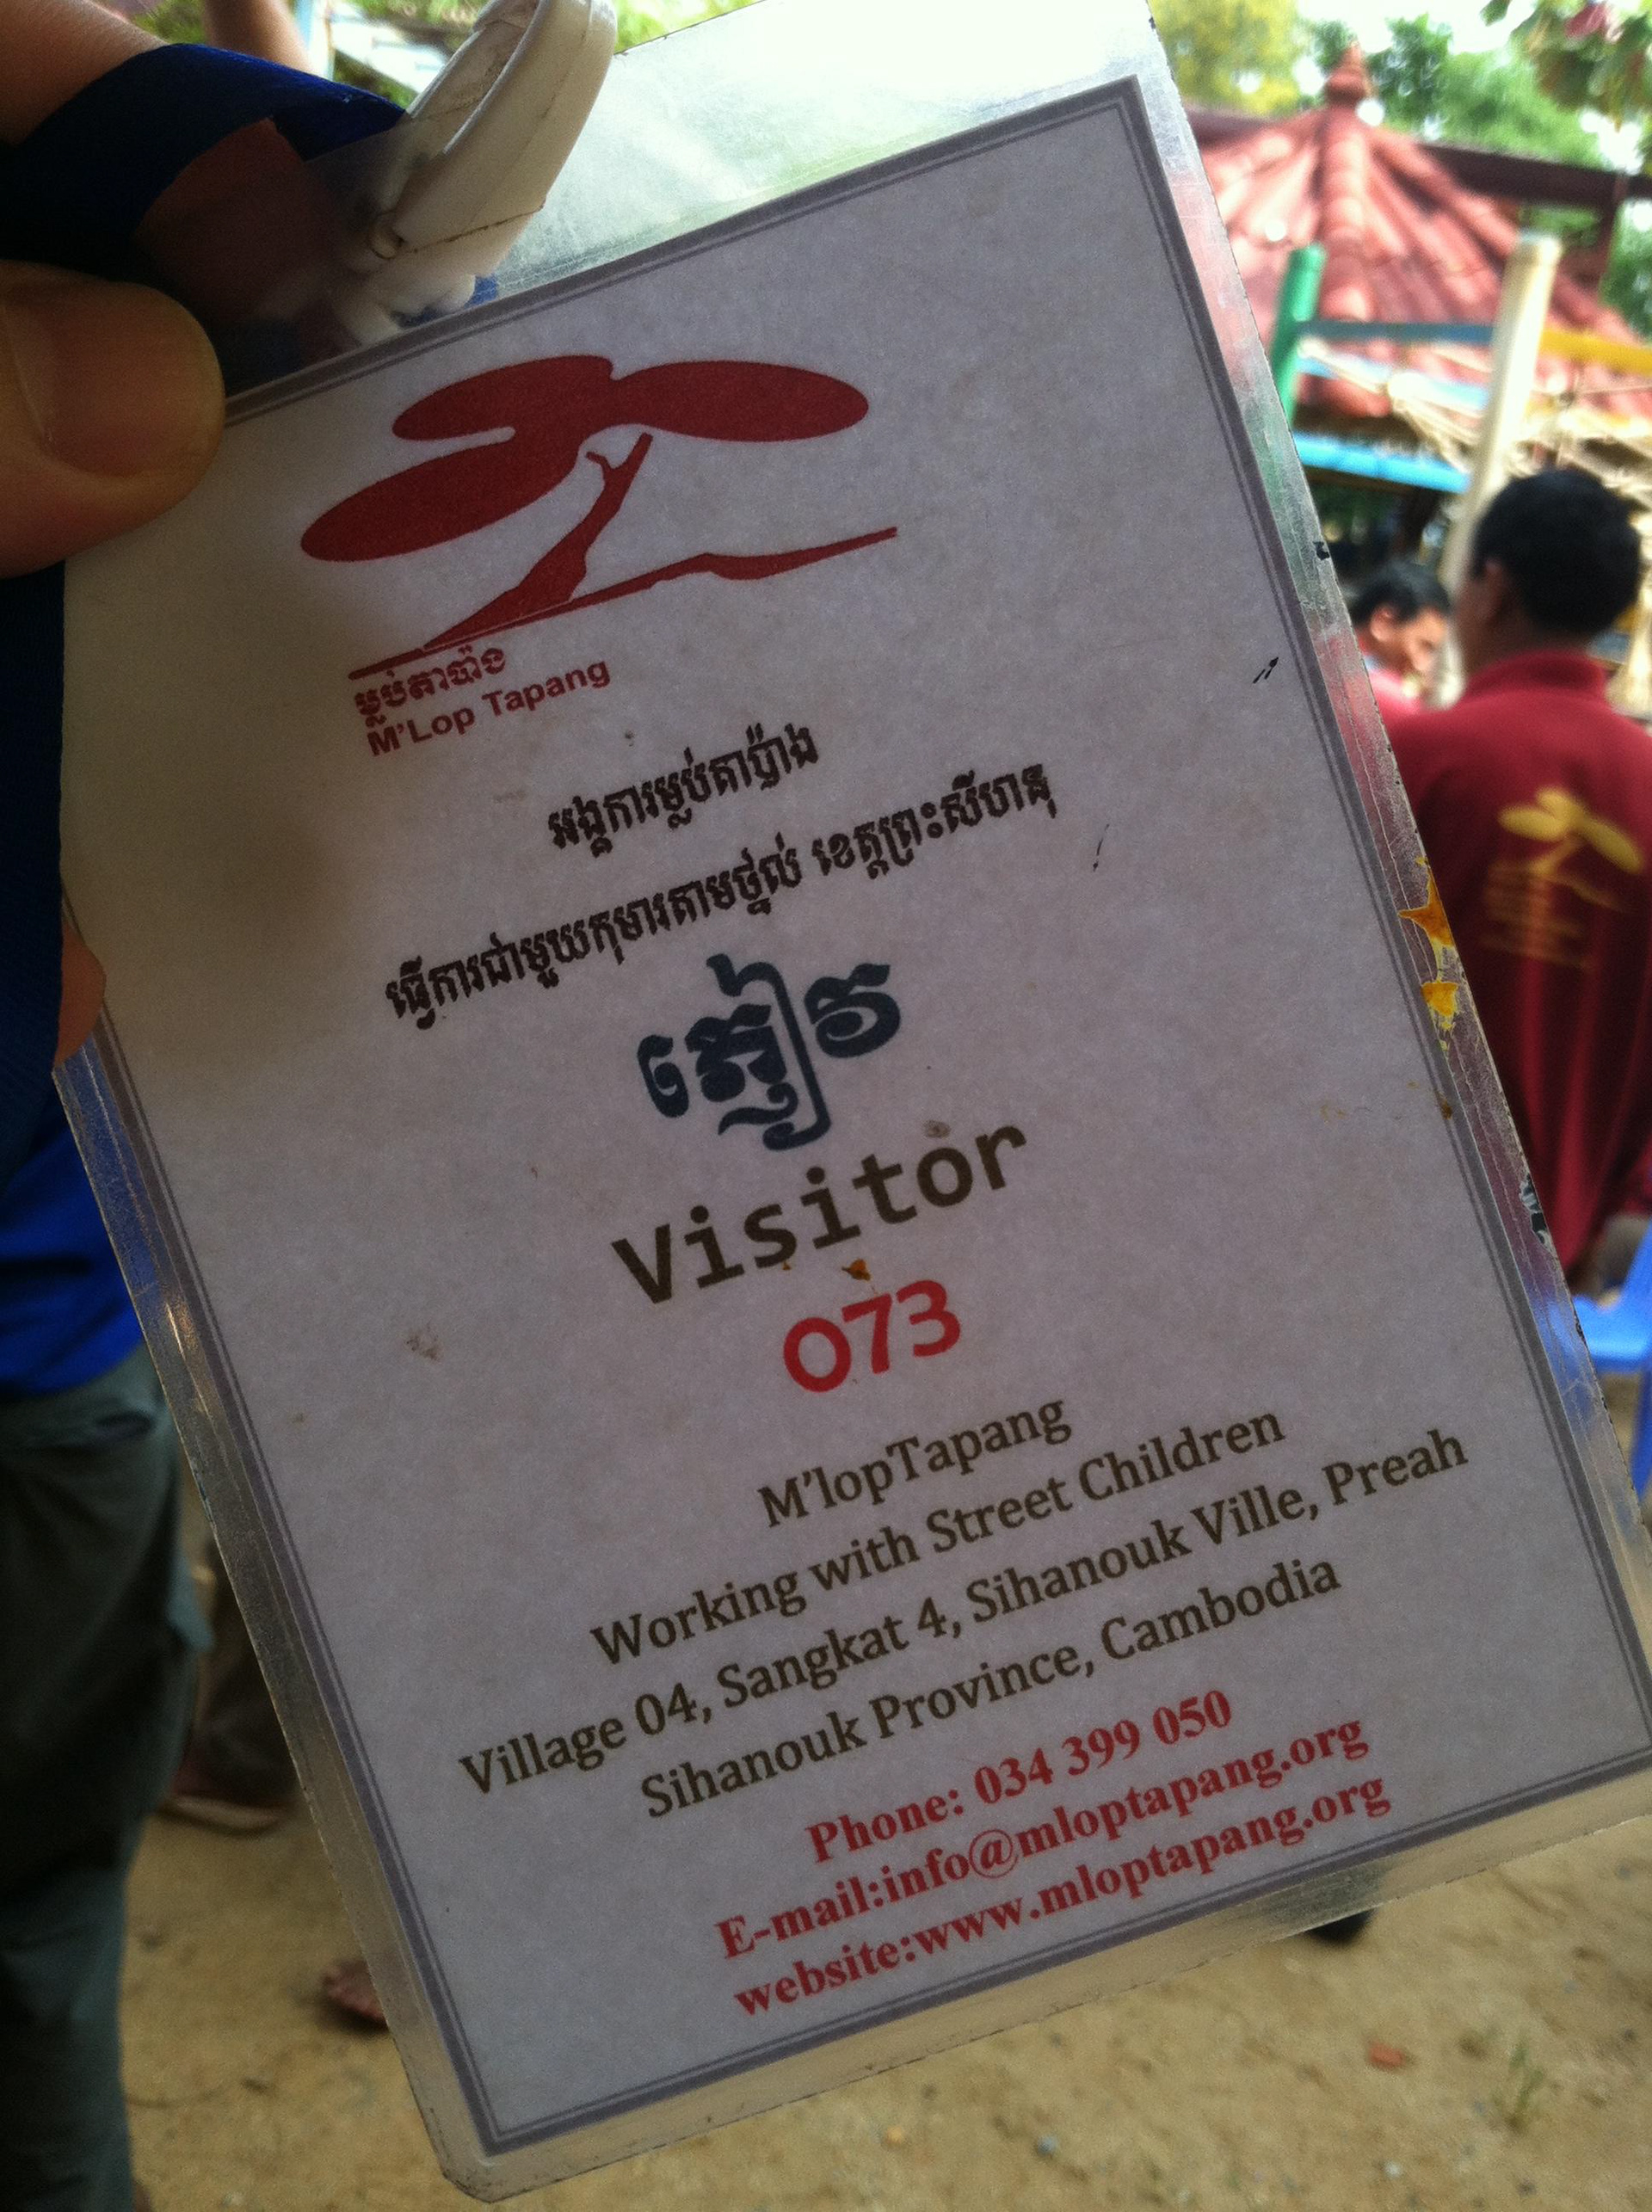 ម្លប់តាប៉ាង
M'Lop Tapang
អង្គការម្លប់តាប៉ាង
ធ្វើការជាមួយកុមារតាមថ្នល់ ខេត្តព្រះសីហនុ
ភ្ញៀវ
Visitor
073
M'lopTapang
Working with Street Children
Village 04, Sangkat 4, Sihanouk Ville, Preah
Sihanouk Province, Cambodia
Phone: 034 399 050
E-mail:info@mloptapang.org
website:www.mloptapang.org